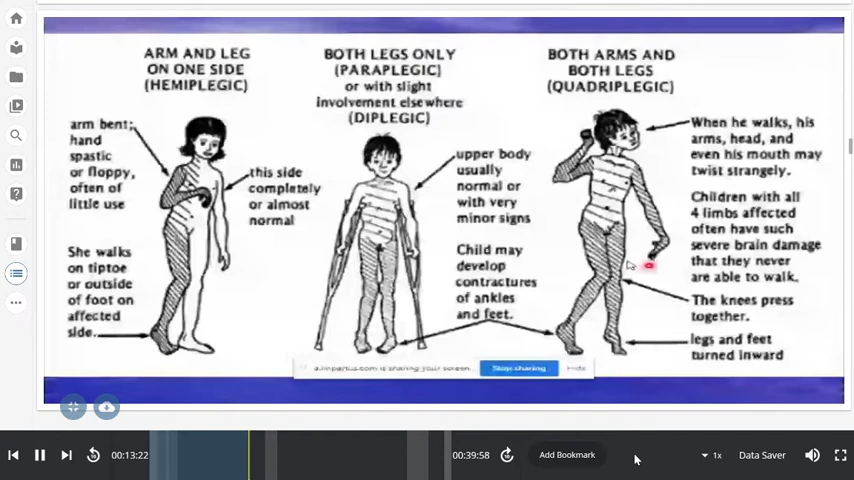 ARM AND LEG
ON ONE SIDE
(HEMIPLEGIC)
BOTH LEGS ONLY
(PARAPLEGIC)
or with slight
involvement elsewhere
(DIPLEGIC)
BOTH ARMS AND
BOTH LEGS
(QUADRIPLEGIC)
arm bent;
hand
spastic
or floppy,
often of
little use
this side
completely
or almost
normal
She walks
on tiptoe
or outside
of foot on
affected
side.
upper body
usually
normal or
with very
minor signs
Child may
develop
contractures
of ankles
and feet.
When he walks, his
arms, head, and
even his mouth may
twist strangely.
Children with all
4 limbs affected
often have such
severe brain damage
that they never
are able to walk.
The knees press
together.
legs and feet
turned inward
is sharing your screen
Stop sharing
Hide
00:13:22
00:39:58
Add Bookmark
1x
Data Saver